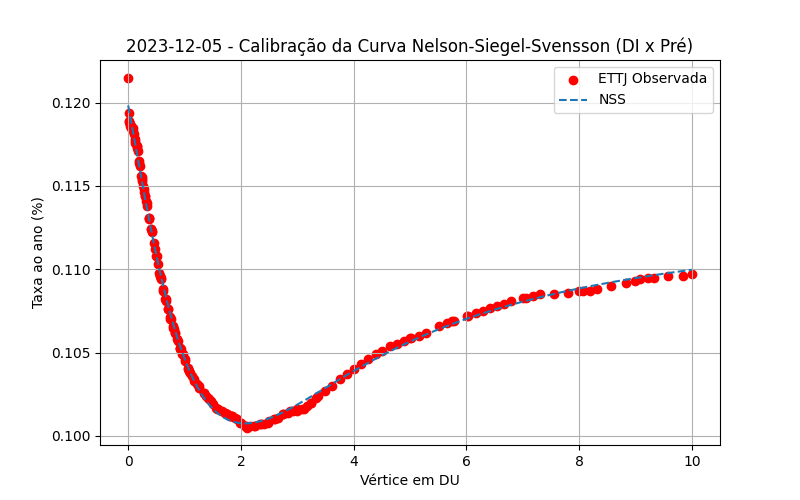 2023-12-05 - Calibração da Curva Nelson-Siegel-Svensson (DI x Pré)
ETTJ Observada
NSS
Taxa ao ano (%)
0.120
0.115
0.110
0.105
0.100
0 2 4 6 8 10
Vértice em DU